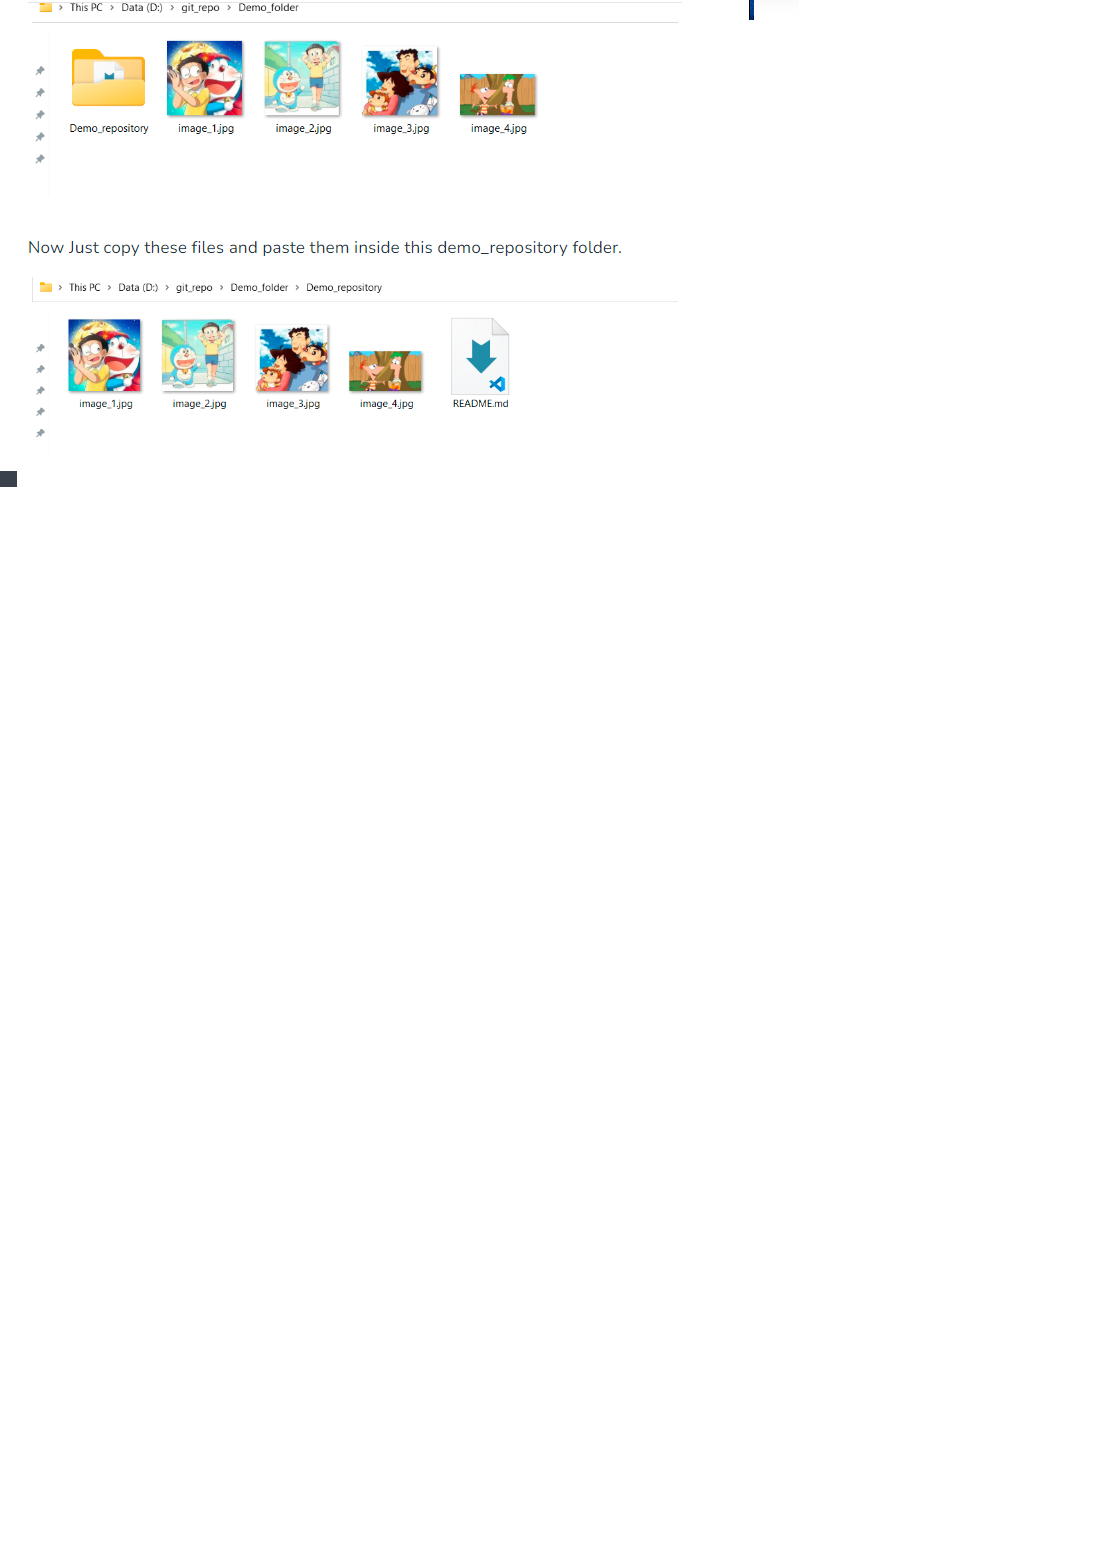 This PC > Data (D:) > git_repo > Demo_folder
Demo_repository image_1.jpg image_2.jpg image_3.jpg image_4.jpg
Now Just copy these files and paste them inside this demo_repository folder.
> This PC > Data (D:) > git_repo > Demo_folder > Demo_repository
image_1.jpg image_2.jpg image_3.jpg image_4.jpg README.md